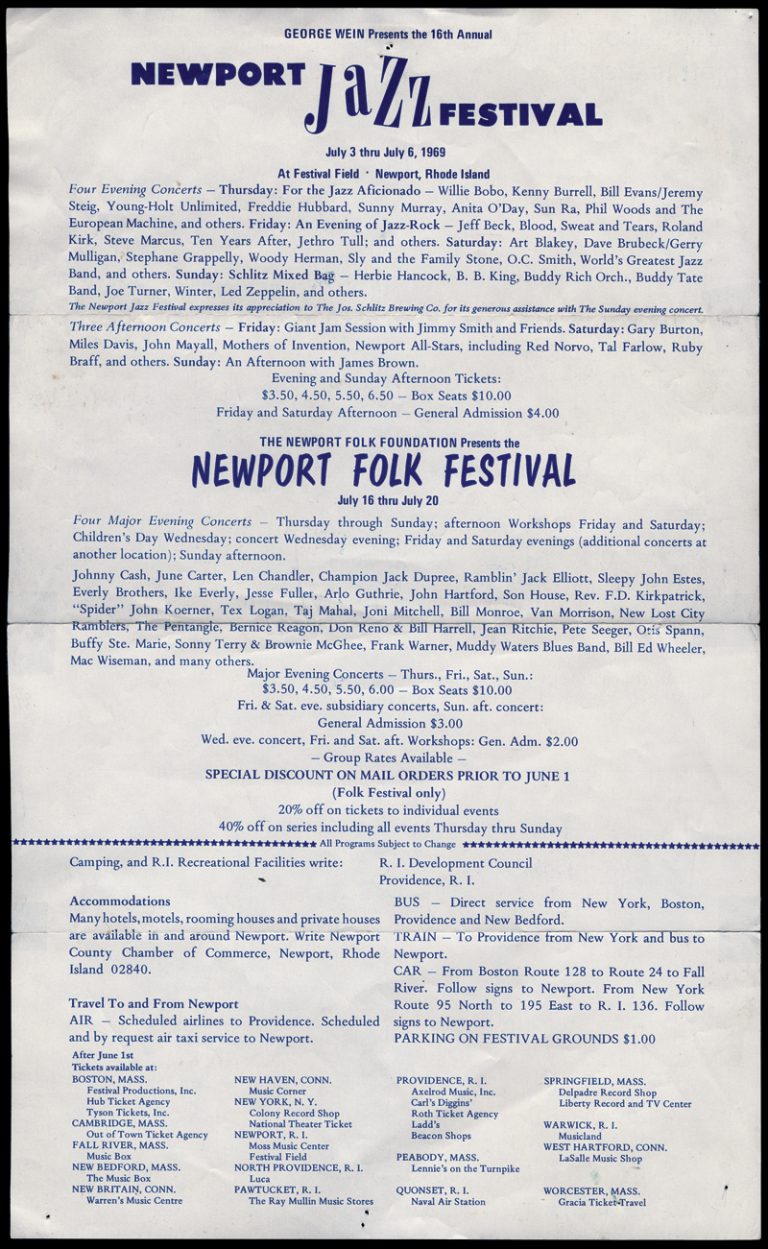 GEORGE WEIN Presents the 16th Annual
NEWPORT JaZz FESTIVAL
July 3 thru July 6, 1969
At Festival Field · Newport, Rhode Island
Four Evening Concerts — Thursday: For the Jazz Aficionado — Willie Bobo, Kenny Burrell, Bill Evans/Jeremy
Steig, Young-Holt Unlimited, Freddie Hubbard, Sunny Murray, Anita O'Day, Sun Ra, Phil Woods and The
European Machine, and others. Friday: An Evening of Jazz-Rock — Jeff Beck, Blood, Sweat and Tears, Roland
Kirk, Steve Marcus, Ten Years After, Jethro Tull; and others. Saturday: Art Blakey, Dave Brubeck/Gerry
Mulligan, Stephane Grappelly, Woody Herman, Sly and the Family Stone, O.C. Smith, World's Greatest Jazz
Band, and others. Sunday: Schlitz Mixed Bag — Herbie Hancock, B. B. King, Buddy Rich Orch., Buddy Tate
Band, Joe Turner, Winter, Led Zeppelin, and others.
The Newport Jazz Festival expresses its appreciation to The Jos. Schlitz Brewing Co. for its generous assistance with The Sunday evening concert.
Three Afternoon Concerts — Friday: Giant Jam Session with Jimmy Smith and Friends. Saturday: Gary Burton,
Miles Davis, John Mayall, Mothers of Invention, Newport All-Stars, including Red Norvo, Tal Farlow, Ruby
Braff, and others. Sunday: An Afternoon with James Brown.
Evening and Sunday Afternoon Tickets:
$3.50, 4.50, 5.50, 6.50 — Box Seats $10.00
Friday and Saturday Afternoon — General Admission $4.00
THE NEWPORT FOLK FOUNDATION Presents the
NEWPORT FOLK FESTIVAL
July 16 thru July 20
Four Major Evening Concerts — Thursday through Sunday; afternoon Workshops Friday and Saturday;
Children's Day Wednesday; concert Wednesday evening; Friday and Saturday evenings (additional concerts at
another location); Sunday afternoon.
Johnny Cash, June Carter, Len Chandler, Champion Jack Dupree, Ramblin' Jack Elliott, Sleepy John Estes,
Everly Brothers, Ike Everly, Jesse Fuller, Arlo Guthrie, John Hartford, Son House, Rev. F.D. Kirkpatrick,
"Spider" John Koerner, Tex Logan, Taj Mahal, Joni Mitchell, Bill Monroe, Van Morrison, New Lost City
Ramblers, The Pentangle, Bernice Reagon, Don Reno & Bill Harrell, Jean Ritchie, Pete Seeger, Otis Spann,
Buffy Ste. Marie, Sonny Terry & Brownie McGhee, Frank Warner, Muddy Waters Blues Band, Bill Ed Wheeler,
Mac Wiseman, and many others.
Major Evening Concerts — Thurs., Fri., Sat., Sun.:
$3.50, 4.50, 5.50, 6.00 — Box Seats $10.00
Fri. & Sat. eve. subsidiary concerts, Sun. aft. concert:
General Admission $3.00
Wed. eve. concert, Fri. and Sat. aft. Workshops: Gen. Adm. $2.00
— Group Rates Available —
SPECIAL DISCOUNT ON MAIL ORDERS PRIOR TO JUNE 1
(Folk Festival only)
20% off on tickets to individual events
40% off on series including all events Thursday thru Sunday
All Programs Subject to Change
Camping, and R.I. Recreational Facilities write:
R. I. Development Council
Providence, R. I.
Accommodations
Many hotels, motels, rooming houses and private houses
are available in and around Newport. Write Newport
County Chamber of Commerce, Newport, Rhode
Island 02840.
Travel To and From Newport
AIR — Scheduled airlines to Providence. Scheduled
and by request air taxi service to Newport.
BUS — Direct service from New York, Boston,
Providence and New Bedford.
TRAIN — To Providence from New York and bus to
Newport.
CAR — From Boston Route 128 to Route 24 to Fall
River. Follow signs to Newport. From New York
Route 95 North to 195 East to R. I. 136. Follow
signs to Newport.
PARKING ON FESTIVAL GROUNDS $1.00
After June 1st
Tickets available at:
BOSTON, MASS.
Festival Productions, Inc.
Hub Ticket Agency
Tyson Tickets, Inc.
CAMBRIDGE, MASS.
Out of Town Ticket Agency
FALL RIVER, MASS.
Music Box
NEW BEDFORD, MASS.
The Music Box
NEW BRITAIN, CONN.
Warren's Music Centre
NEW HAVEN, CONN.
Music Corner
NEW YORK, N. Y.
Colony Record Shop
National Theater Ticket
NEWPORT, R. I.
Moss Music Center
Festival Field
NORTH PROVIDENCE, R. I.
Luca
PAWTUCKET, R. I.
The Ray Mullin Music Stores
PROVIDENCE, R. I.
Axelrod Music, Inc.
Carl's Diggins'
Roth Ticket Agency
Ladd's
Beacon Shops
PEABODY, MASS.
Lennie's on the Turnpike
QUONSET, R. I.
Naval Air Station
SPRINGFIELD, MASS.
Delpadre Record Shop
Liberty Record and TV Center
WARWICK, R. I.
Musicland
WEST HARTFORD, CONN.
LaSalle Music Shop
WORCESTER, MASS.
Gracia Ticket-Travel